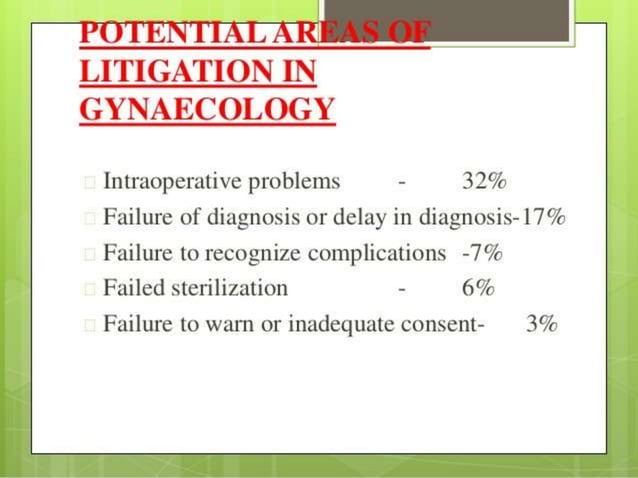 POTENTIAL AREAS OF
LITIGATION IN
GYNAECOLOGY
Intraoperative problems - 32%
Failure of diagnosis or delay in diagnosis-17%
Failure to recognize complications -7%
Failed sterilization - 6%
Failure to warn or inadequate consent- 3%